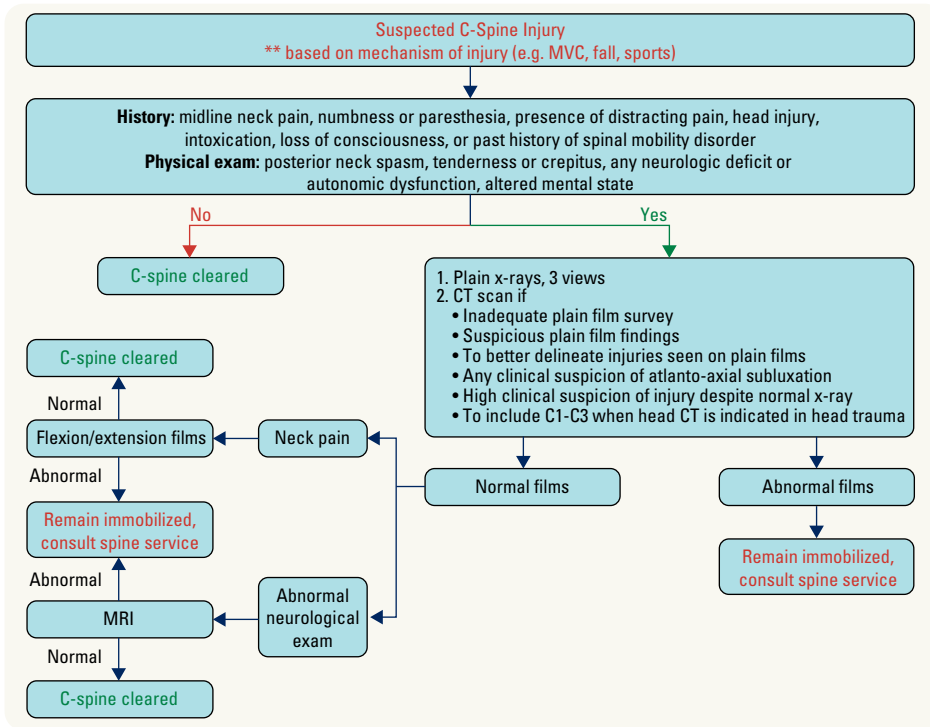 Suspected C-Spine Injury
** based on mechanism of injury (e.g. MVC, fall, sports)
History: midline neck pain, numbness or paresthesia, presence of distracting pain, head injury,
intoxication, loss of consciousness, or past history of spinal mobility disorder
Physical exam: posterior neck spasm, tenderness or crepitus, any neurologic deficit or
autonomic dysfunction, altered mental state
No
Yes
C-spine cleared
1. Plain x-rays, 3 views
2. CT scan if
• Inadequate plain film survey
• Suspicious plain film findings
• To better delineate injuries seen on plain films
• Any clinical suspicion of atlanto-axial subluxation
• High clinical suspicion of injury despite normal x-ray
• To include C1-C3 when head CT is indicated in head trauma
C-spine cleared
Normal
Flexion/extension films
Neck pain
Abnormal
Normal films
Abnormal films
Remain immobilized,
consult spine service
Remain immobilized,
consult spine service
Abnormal
MRI
Abnormal
neurological
exam
Normal
C-spine cleared